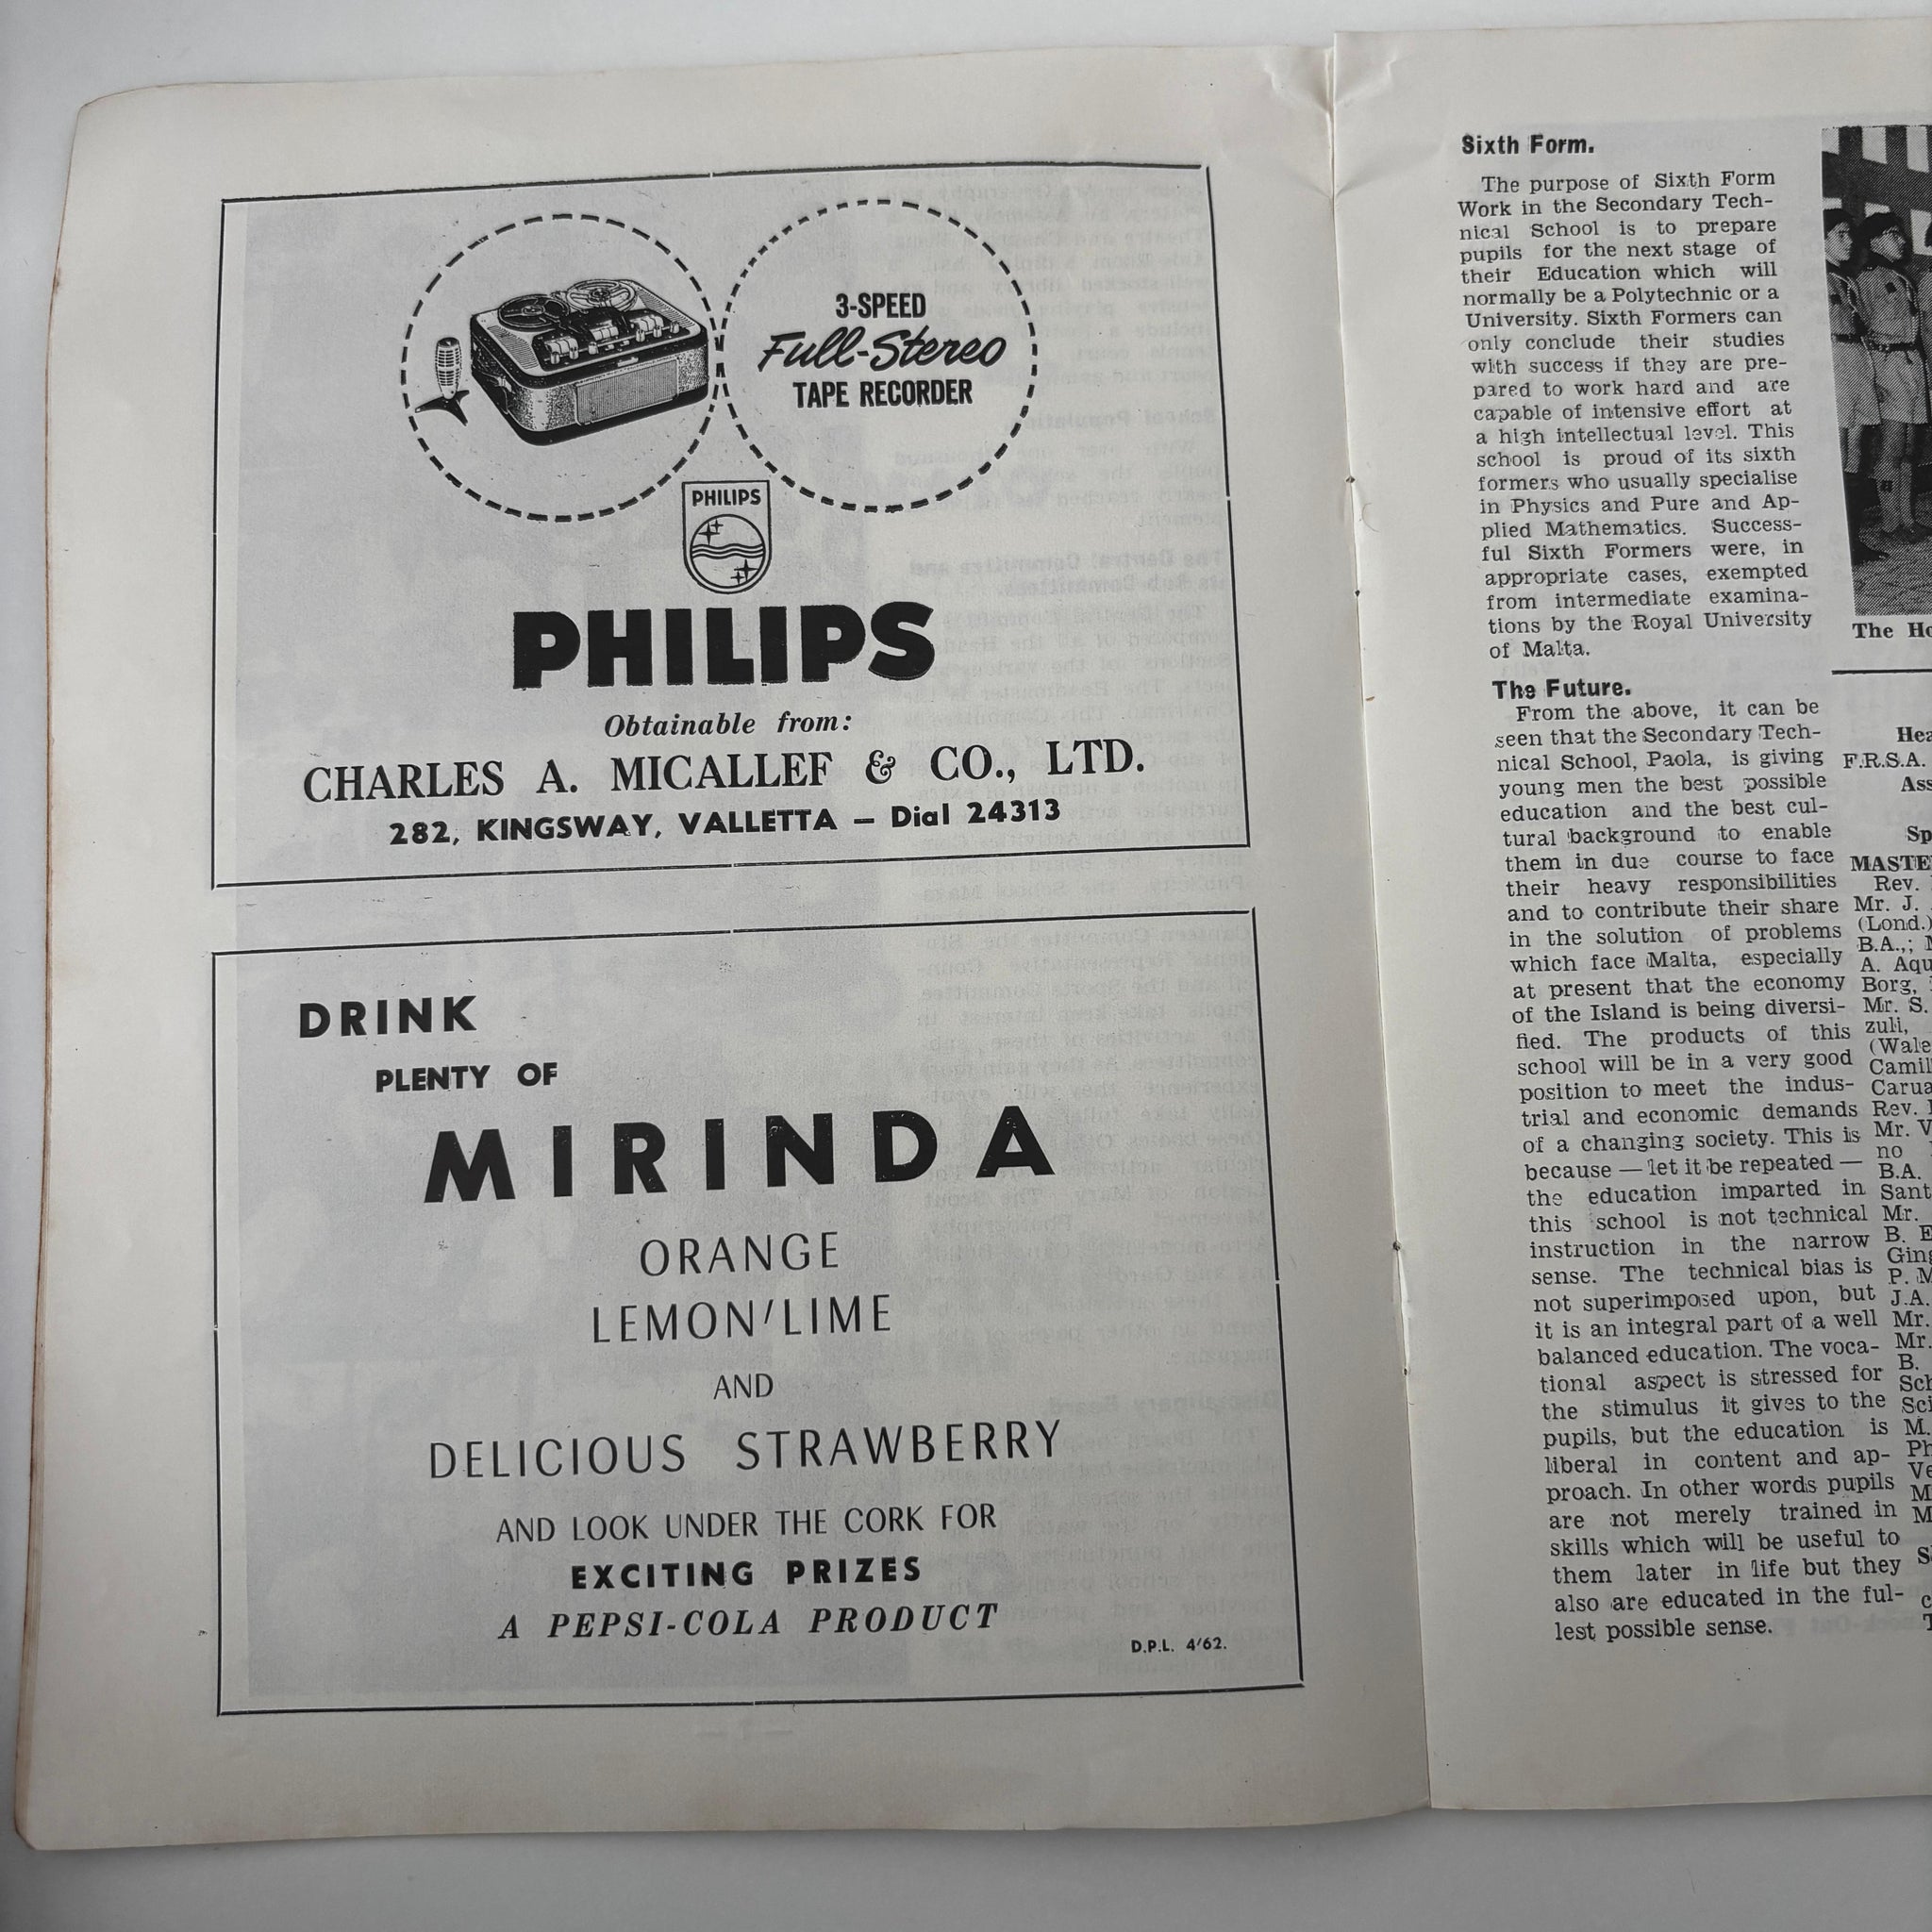 3-SPEED
Full-Stereo
TAPE RECORDER
PHILIPS
PHILIPS
Obtainable from:
CHARLES A. MICALLEF & CO., LTD.
282, KINGSWAY, VALLETTA — Dial 24313
DRINK
PLENTY OF
MIRINDA
ORANGE
LEMON'LIME
AND
DELICIOUS STRAWBERRY
AND LOOK UNDER THE CORK FOR
EXCITING PRIZES
A PEPSI-COLA PRODUCT
D.P.L. 4'62.
Sixth Form.
The purpose of Sixth Form
Work in the Secondary Tech-
nical School is to prepare
pupils for the next stage of
their Education which will
normally be a Polytechnic or a
University. Sixth Formers can
only conclude their studies
with success if they are pre-
pared to work hard and are
capable of intensive effort at
a high intellectual level. This
school is proud of its sixth
formers who usually specialise
in Physics and Pure and Ap-
plied Mathematics. Success-
ful Sixth Formers were, in
appropriate cases, exempted
from intermediate examina-
tions by the Royal University
of Malta.
The Future.
From the above, it can be
seen that the Secondary Tech-
nical School, Paola, is giving
young men the best possible
education and the best cul-
tural background to enable
them in due course to face
their heavy responsibilities
and to contribute their share
in the solution of problems
which face Malta, especially
at present that the economy
of the Island is being diversi-
fied. The products of this
school will be in a very good
position to meet the indus-
trial and economic demands
of a changing society. This is
because — let it be repeated —
the education imparted in
this school is not technical
instruction in the narrow
sense. The technical bias is
not superimposed upon, but
it is an integral part of a well
balanced education. The voca-
tional aspect is stressed for
the stimulus it gives to the
pupils, but the education is
liberal in content and ap-
proach. In other words pupils
are not merely trained in
skills which will be useful to
them later in life but they
also are educated in the ful-
lest possible sense.
The
F.R.S.A.
Rev.
Mr. J.
(Lond.)
B.A.,;
A.
Borg,
Mr. S.
zuli,
Rev.
Mr. V
no
B.A.
Mr.
B. E
P. M
J.A.
Mr.
Mr.
B.
M.